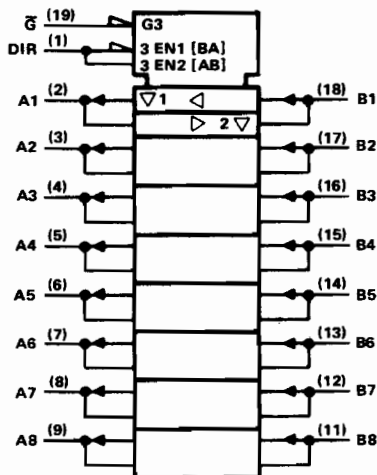 G̅ (19) G3
DIR (1) 3 EN1 [BA]
3 EN2 [AB]
A1 (2) ▽1 ◁ (18) B1
▷ 2▽
A2 (3) (17) B2
A3 (4) (16) B3
A4 (5) (15) B4
A5 (6) (14) B5
A6 (7) (13) B6
A7 (8) (12) B7
A8 (9) (11) B8